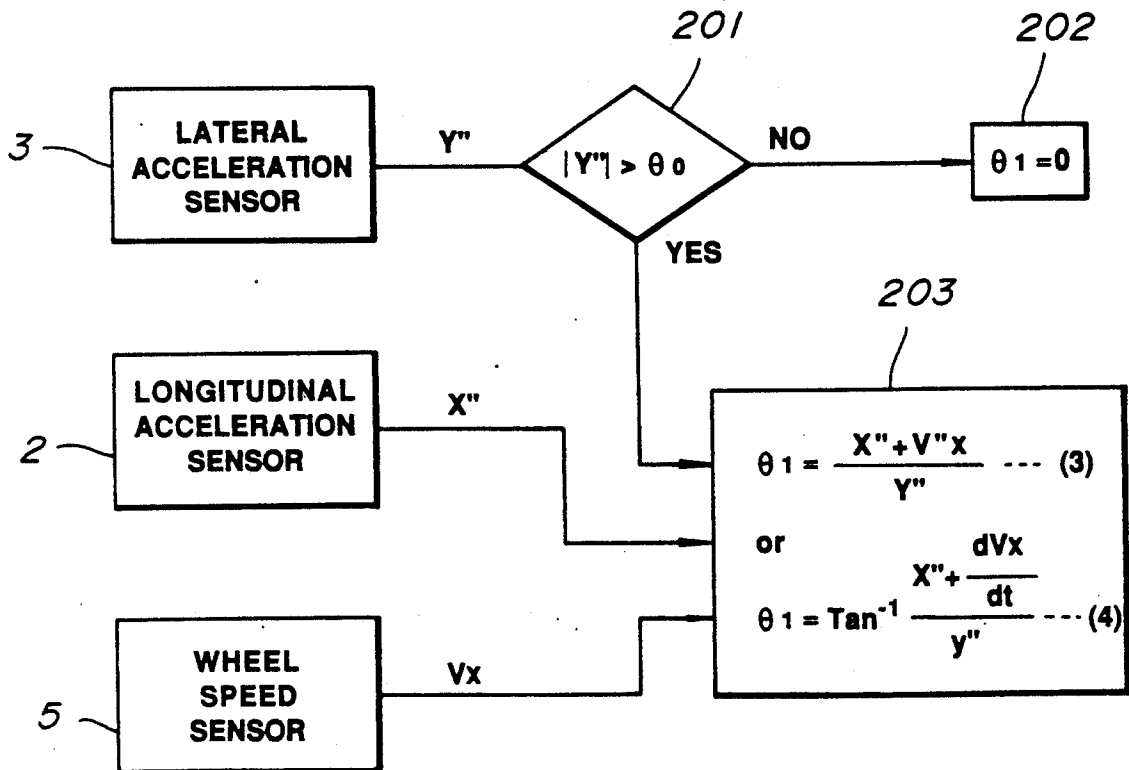 201
202
3
LATERAL
ACCELERATION
SENSOR
Y"
|Y"| > θ0
NO
θ1=0
YES
203
2
LONGITUDINAL
ACCELERATION
SENSOR
X"
θ1 = X" + V"x / Y" --- (3)
or
θ1 = Tan⁻¹ X" + dVx / dt / y" --- (4)
5
WHEEL
SPEED
SENSOR
Vx